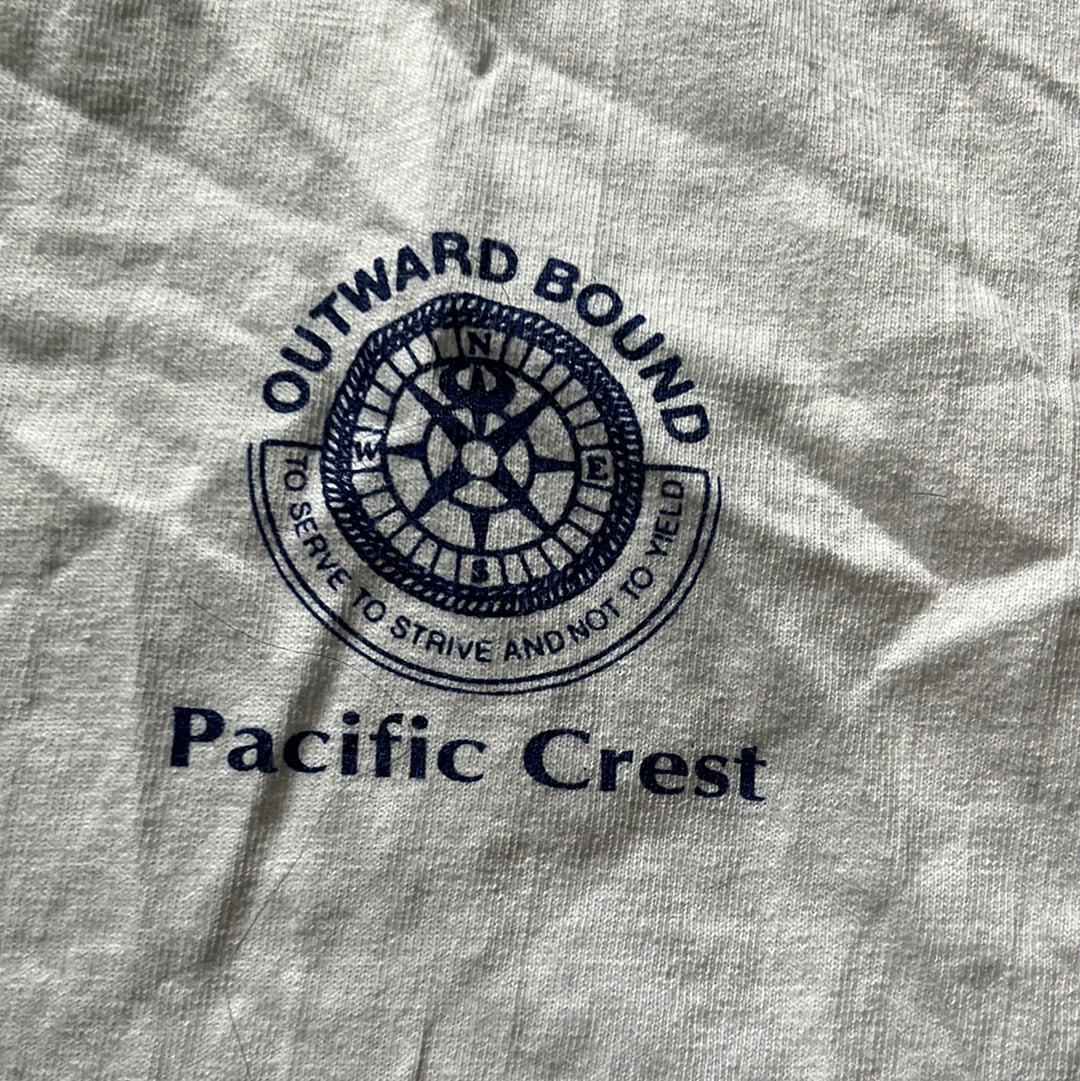 OUTWARD BOUND
N
W
E
S
TO SERVE TO STRIVE AND NOT TO YIELD
Pacific Crest